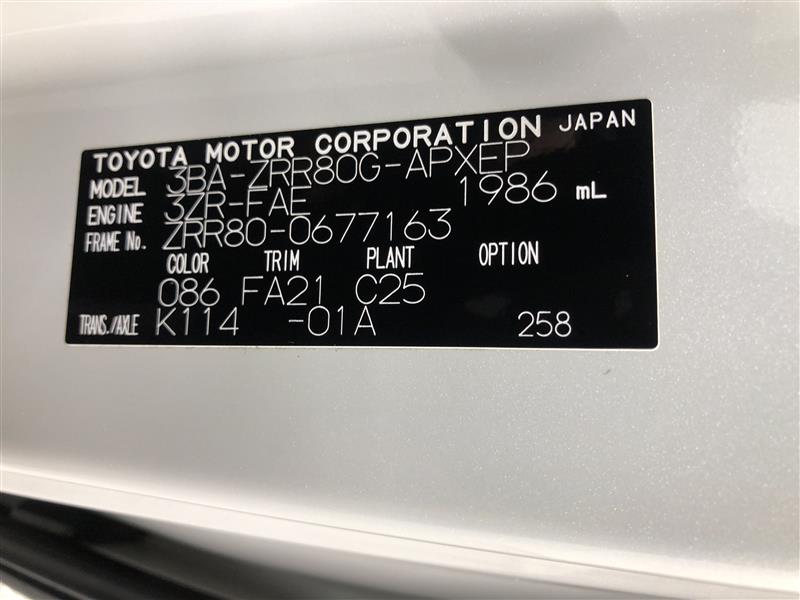 TOYOTA MOTOR CORPORATION JAPAN
MODEL 3BA-ZRR80G-APXEP
ENGINE 3ZR-FAE 1986 mL
FRAME No. ZRR80-0677163
COLOR TRIM PLANT OPTION
086 FA21 C25
TRANS./AXLE K114 -01A 258